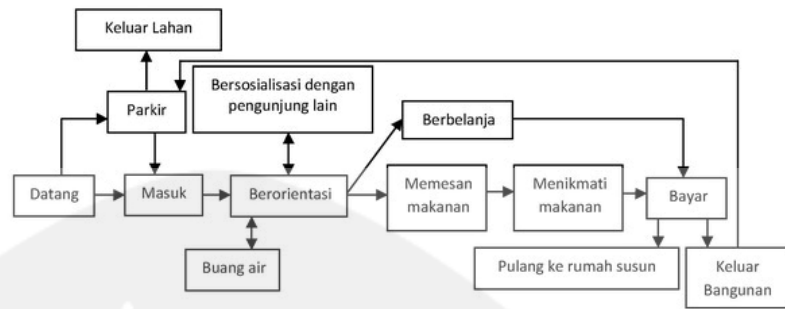 Keluar Lahan
Bersosialisasi dengan
pengunjung lain
Parkir
Berbelanja
Datang
Masuk
Berorientasi
Memesan
makanan
Menikmati
makanan
Bayar
Buang air
Pulang ke rumah susun
Keluar
Bangunan